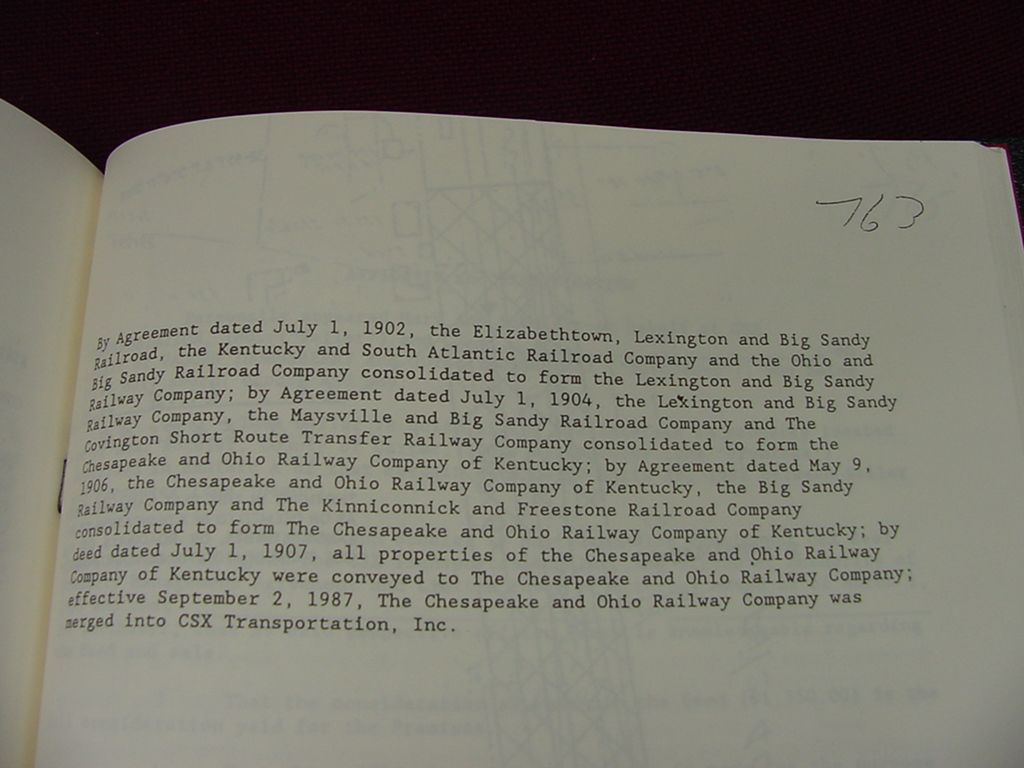 763
By Agreement dated July 1, 1902, the Elizabethtown, Lexington and Big Sandy
Railroad, the Kentucky and South Atlantic Railroad Company and the Ohio and
Big Sandy Railroad Company consolidated to form the Lexington and Big Sandy
Railway Company; by Agreement dated July 1, 1904, the Lexington and Big Sandy
Railway Company, the Maysville and Big Sandy Railroad Company and The
Covington Short Route Transfer Railway Company consolidated to form the
Chesapeake and Ohio Railway Company of Kentucky; by Agreement dated May 9,
1906, the Chesapeake and Ohio Railway Company of Kentucky, the Big Sandy
Railway Company and The Kinniconnick and Freestone Railroad Company
consolidated to form The Chesapeake and Ohio Railway Company of Kentucky; by
deed dated July 1, 1907, all properties of the Chesapeake and Ohio Railway
Company of Kentucky were conveyed to The Chesapeake and Ohio Railway Company;
effective September 2, 1987, The Chesapeake and Ohio Railway Company was
merged into CSX Transportation, Inc.